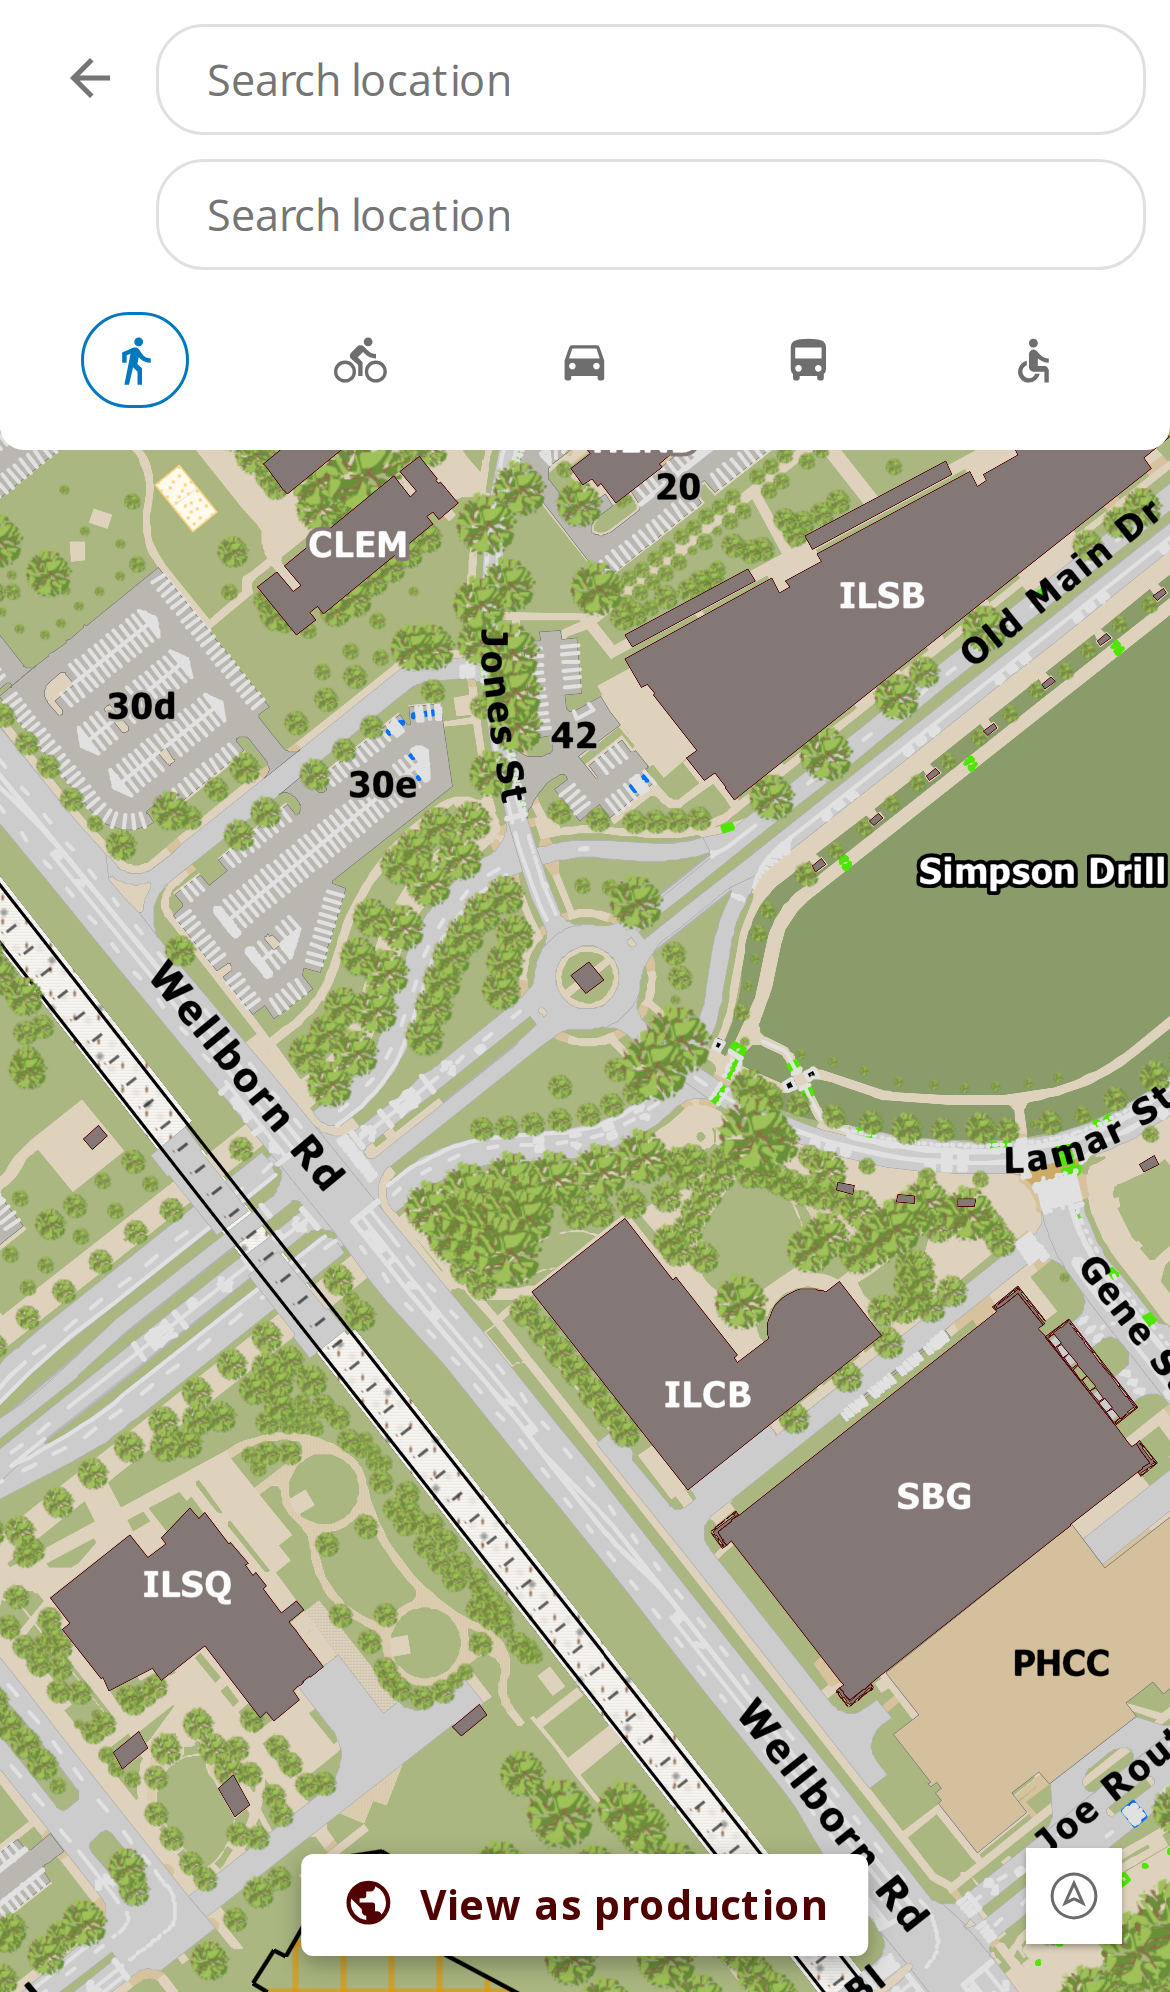 Search location
Search location
20
CLEM
ILSB
Old Main Dr
Jones St
30d
42
30e
Simpson Drill
Wellborn Rd
Lamar St
Gene
ILCB
SBG
ILSQ
PHCC
Wellborn Rd
Joe
View as production